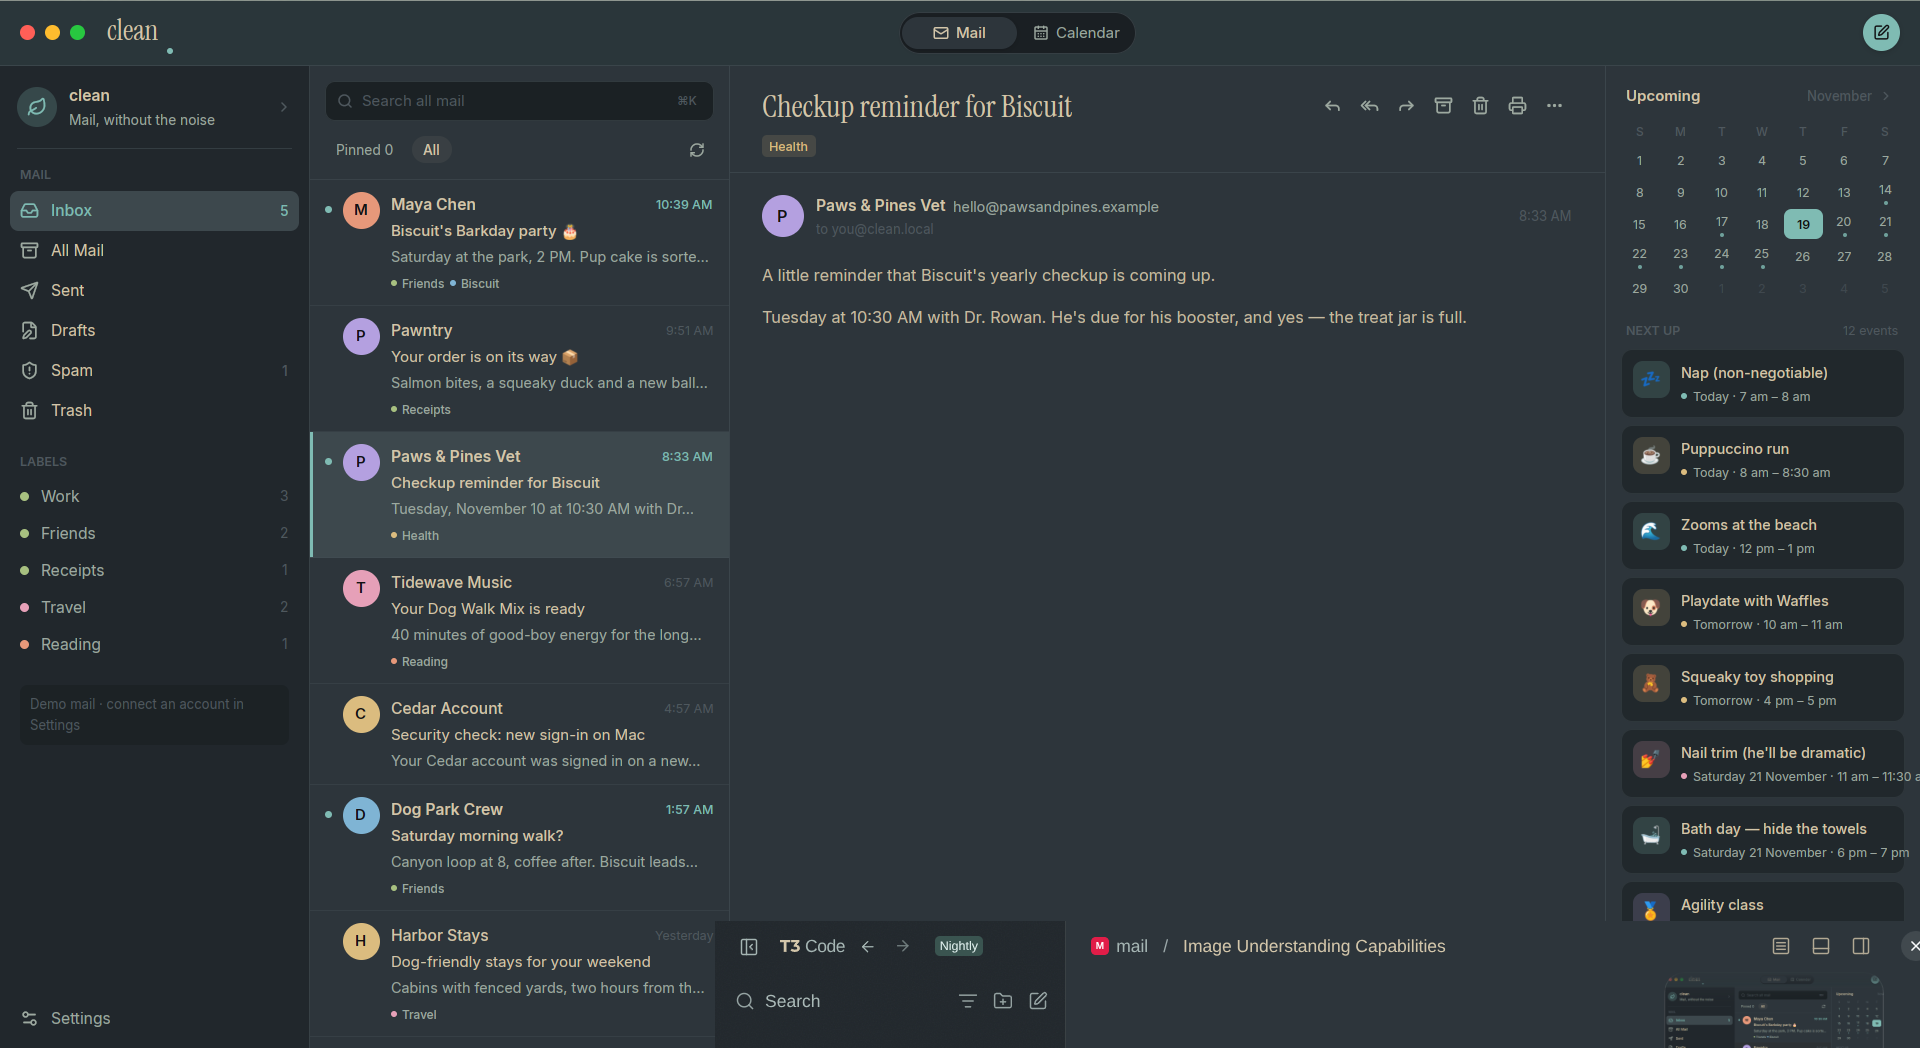 clean
Mail
Calendar
clean
Mail, without the noise
MAIL
Inbox 5
All Mail
Sent
Drafts
Spam 1
Trash
LABELS
Work 3
Friends 2
Receipts 1
Travel 2
Reading 1
Demo mail · connect an account in
Settings
Settings
Search all mail ⌘K
Pinned 0 All
M Maya Chen 10:39 AM
Biscuit's Barkday party 🎂
Saturday at the park, 2 PM. Pup cake is sorte...
Friends Biscuit
P Pawntry 9:51 AM
Your order is on its way 📦
Salmon bites, a squeaky duck and a new ball...
Receipts
P Paws & Pines Vet 8:33 AM
Checkup reminder for Biscuit
Tuesday, November 10 at 10:30 AM with Dr...
Health
T Tidewave Music 6:57 AM
Your Dog Walk Mix is ready
40 minutes of good-boy energy for the long...
Reading
C Cedar Account 4:57 AM
Security check: new sign-in on Mac
Your Cedar account was signed in on a new...
D Dog Park Crew 1:57 AM
Saturday morning walk?
Canyon loop at 8, coffee after. Biscuit leads...
Friends
H Harbor Stays Yesterday
Dog-friendly stays for your weekend
Cabins with fenced yards, two hours from th...
Travel
Checkup reminder for Biscuit
Health
P Paws & Pines Vet hello@pawsandpines.example 8:33 AM
to you@clean.local
A little reminder that Biscuit's yearly checkup is coming up.
Tuesday at 10:30 AM with Dr. Rowan. He's due for his booster, and yes — the treat jar is full.
Upcoming November
S M T W T F S
1 2 3 4 5 6 7
8 9 10 11 12 13 14
15 16 17 18 19 20 21
22 23 24 25 26 27 28
29 30 1 2 3 4 5
NEXT UP 12 events
Nap (non-negotiable)
Today · 7 am – 8 am
Puppuccino run
Today · 8 am – 8:30 am
Zooms at the beach
Today · 12 pm – 1 pm
Playdate with Waffles
Tomorrow · 10 am – 11 am
Squeaky toy shopping
Tomorrow · 4 pm – 5 pm
Nail trim (he'll be dramatic)
Saturday 21 November · 11 am – 11:30 a
Bath day — hide the towels
Saturday 21 November · 6 pm – 7 pm
Agility class
T3 Code Nightly
Search
M mail / Image Understanding Capabilities